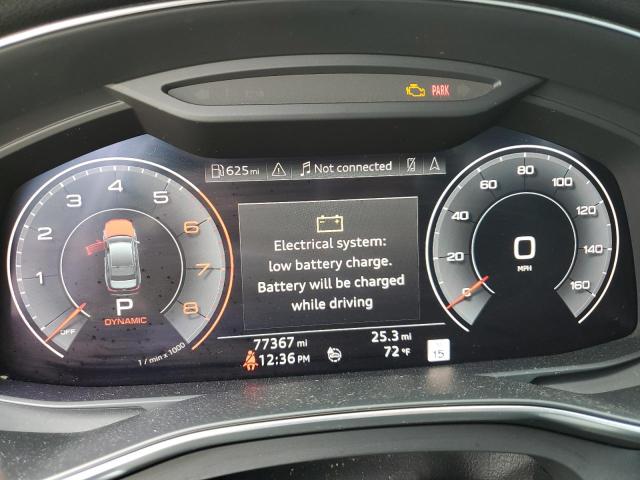 PARK
625 mi
Not connected
1 2 3 4 5 6 7 8
OFF
P
DYNAMIC
1 / min x 1000
Electrical system:
low battery charge.
Battery will be charged
while driving
0 20 40 60 80 100 120 140 160
0
MPH
77367 mi
25.3 mi
12:36 PM
72 °F
15